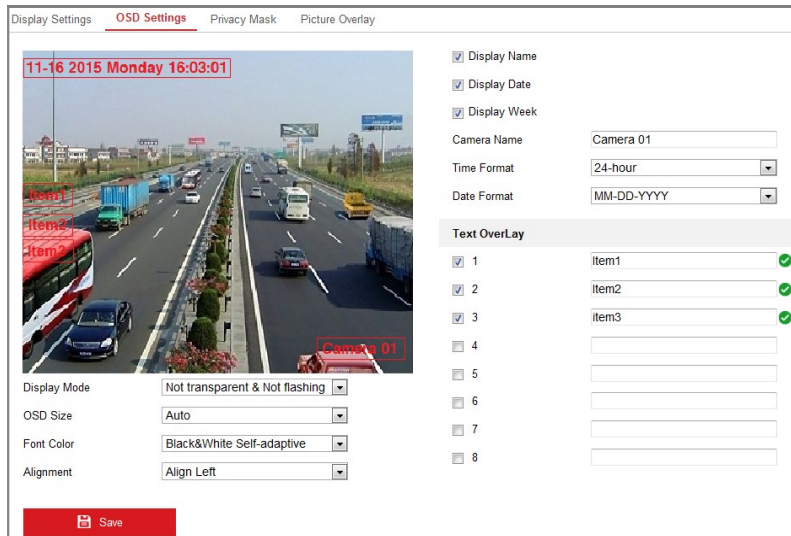 Display Settings OSD Settings Privacy Mask Picture Overlay
11-16 2015 Monday 16:03:01
Item1
Item2
Item3
Camera 01
Display Mode Not transparent & Not flashing
OSD Size Auto
Font Color Black&White Self-adaptive
Alignment Align Left
Save
Display Name
Display Date
Display Week
Camera Name Camera 01
Time Format 24-hour
Date Format MM-DD-YYYY
Text OverLay
1 Item1
2 Item2
3 item3
4
5
6
7
8